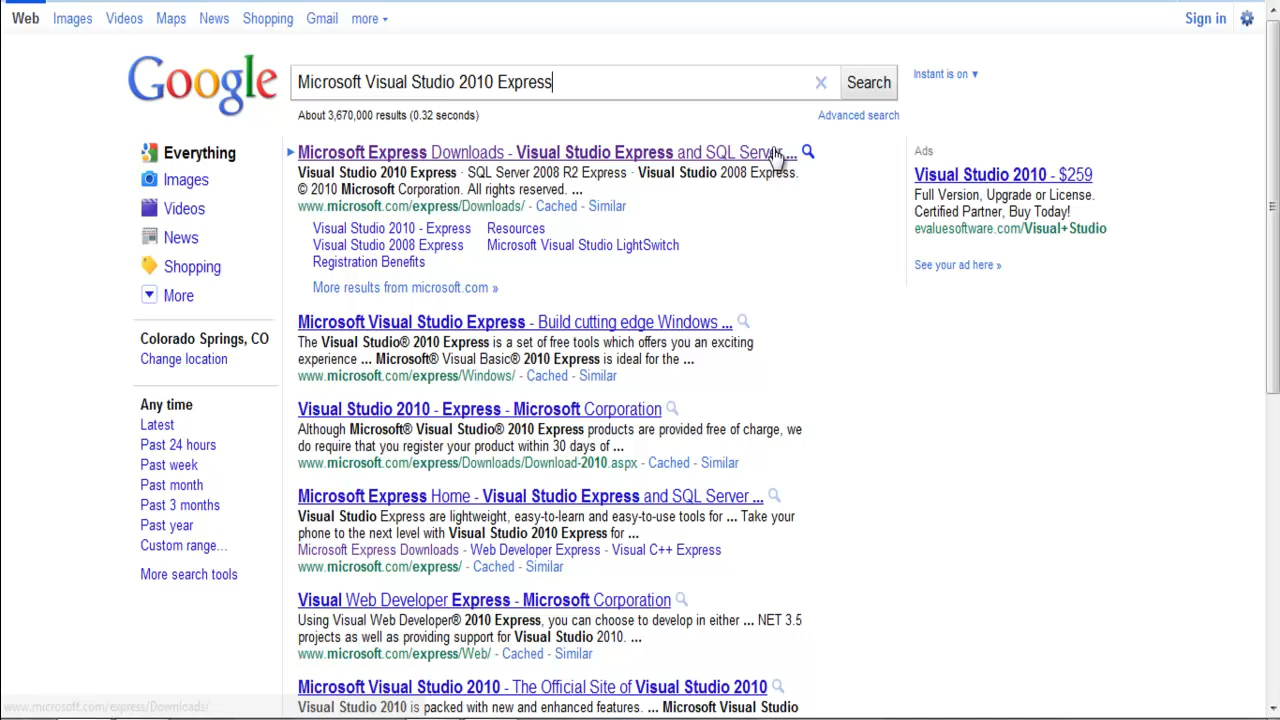 Web Images Videos Maps News Shopping Gmail more Sign in
Google
Microsoft Visual Studio 2010 Express
Search
Instant is on
About 3,670,000 results (0.32 seconds)
Advanced search
Everything
Images
Videos
News
Shopping
More
Colorado Springs, CO
Change location
Any time
Latest
Past 24 hours
Past week
Past month
Past 3 months
Past year
Custom range...
More search tools
Microsoft Express Downloads - Visual Studio Express and SQL Server ...
Visual Studio 2010 Express · SQL Server 2008 R2 Express · Visual Studio 2008 Express.
© 2010 Microsoft Corporation. All rights reserved. ...
www.microsoft.com/express/Downloads/ - Cached - Similar
Visual Studio 2010 - Express Resources
Visual Studio 2008 Express Microsoft Visual Studio LightSwitch
Registration Benefits
More results from microsoft.com »
Microsoft Visual Studio Express - Build cutting edge Windows ...
The Visual Studio® 2010 Express is a set of free tools which offers you an exciting
experience ... Microsoft® Visual Basic® 2010 Express is ideal for the ...
www.microsoft.com/express/Windows/ - Cached - Similar
Visual Studio 2010 - Express - Microsoft Corporation
Although Microsoft® Visual Studio® 2010 Express products are provided free of charge, we
do require that you register your product within 30 days of ...
www.microsoft.com/express/Downloads/Download-2010.aspx - Cached - Similar
Microsoft Express Home - Visual Studio Express and SQL Server ...
Visual Studio Express are lightweight, easy-to-learn and easy-to-use tools for ... Take your
phone to the next level with Visual Studio 2010 Express for ...
Microsoft Express Downloads - Web Developer Express - Visual C++ Express
www.microsoft.com/express/ - Cached - Similar
Visual Web Developer Express - Microsoft Corporation
Using Visual Web Developer® 2010 Express, you can choose to develop in either ... NET 3.5
projects as well as providing support for Visual Studio 2010. ...
www.microsoft.com/express/Web/ - Cached - Similar
Microsoft Visual Studio 2010 - The Official Site of Visual Studio 2010
Visual Studio 2010 is packed with new and enhanced features. ... Microsoft Visual Studio
Ads
Visual Studio 2010 - $259
Full Version, Upgrade or License.
Certified Partner, Buy Today!
evaluesoftware.com/Visual+Studio
See your ad here »
www.microsoft.com/express/Downloads/